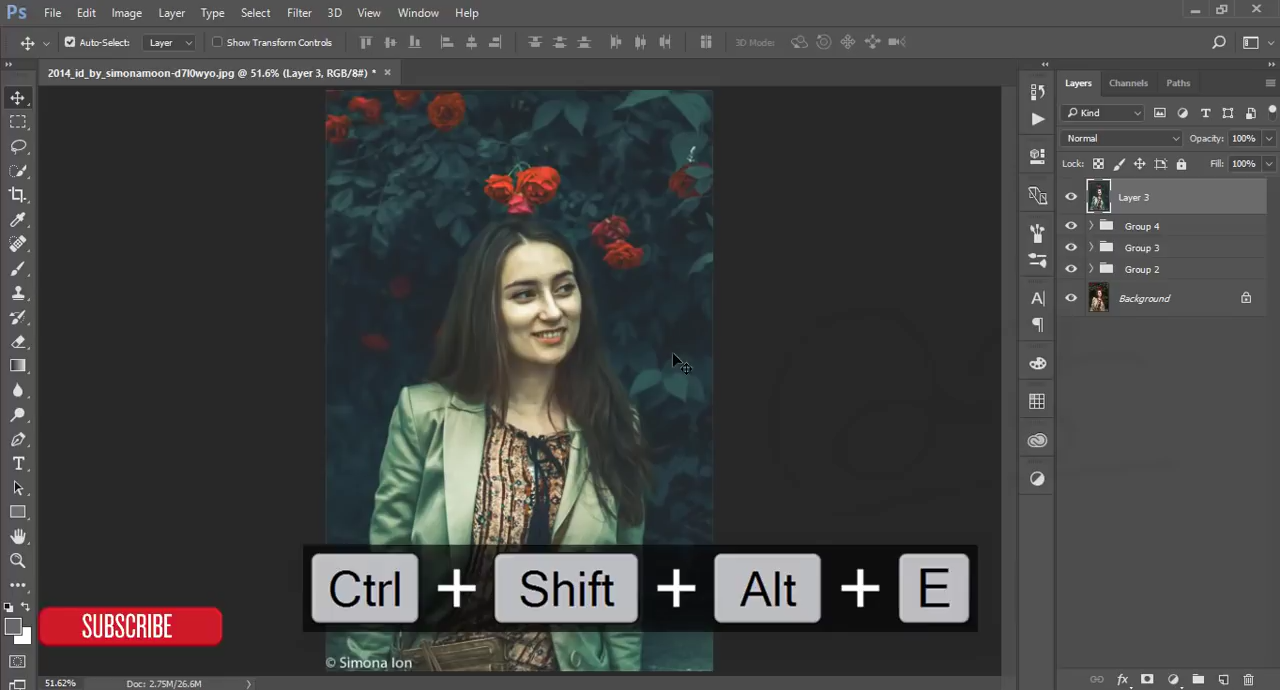 Ps File Edit Image Layer Type Select Filter 3D View Window Help
Auto-Select: Layer Show Transform Controls 3D Mode:
2014_id_by_simonamoon-d7l0wyo.jpg @ 51.6% (Layer 3, RGB/8#) * ×
Layers Channels Paths
Kind
Normal Opacity: 100%
Lock: Fill: 100%
Layer 3
Group 4
Group 3
Group 2
Background
Ctrl + Shift + Alt + E
SUBSCRIBE
© Simona Ion
51.62% Doc: 2.75M/26.6M